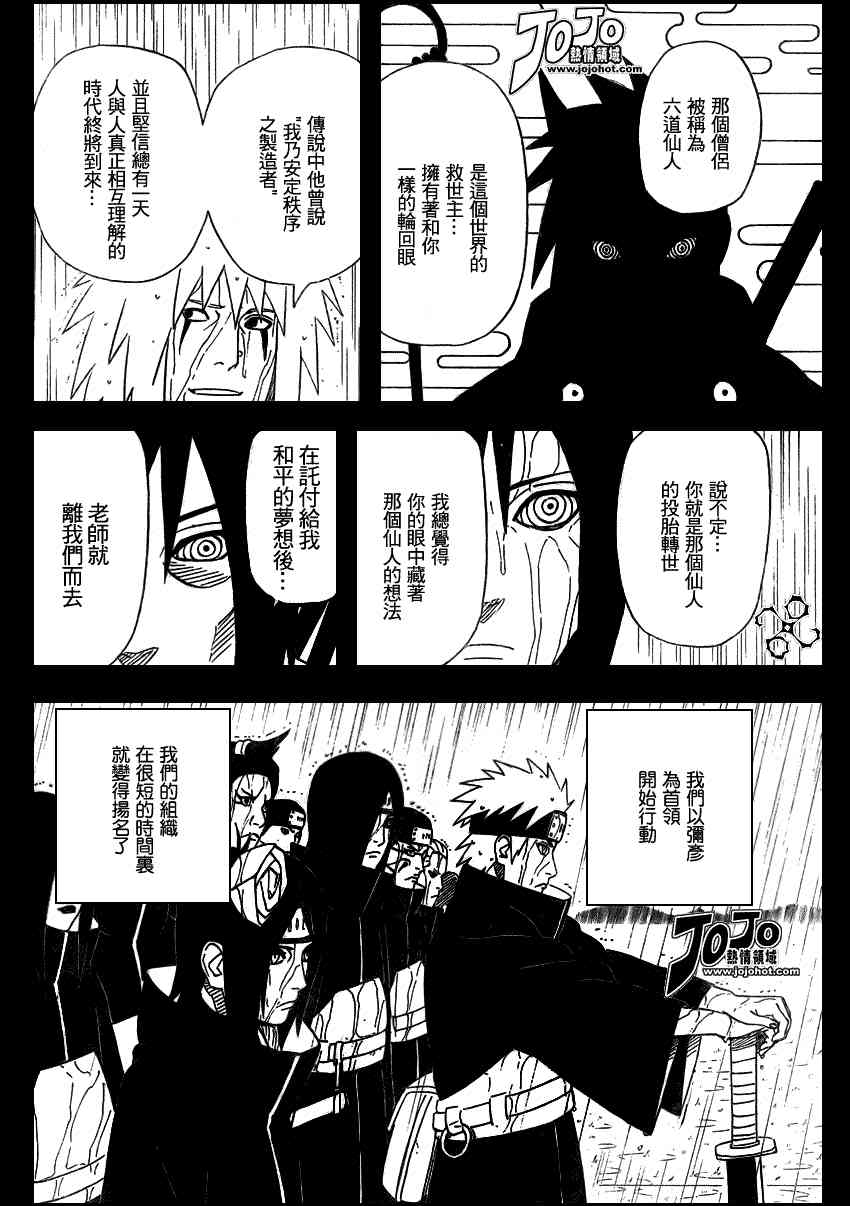 JOJO
熱情領域
www.jojohot.com
那個僧侶
被稱為
六道仙人
是這個世界的
救世主…
擁有著和你
一樣的輪回眼
傳說中他曾說
"我乃安定秩序
之製造者"
並且堅信總有一天
人與人真正相互理解的
時代終將到來…
說不定…
你就是那個仙人
的投胎轉世
我總覺得
你的眼中藏著
那個仙人的想法
在託付給我
和平的夢想後…
老師就
離我們而去
我們以彌彥
為首領
開始行動
我們的組織
在很短的時間裏
就變得揚名了
JOJO
熱情領域
www.jojohot.com